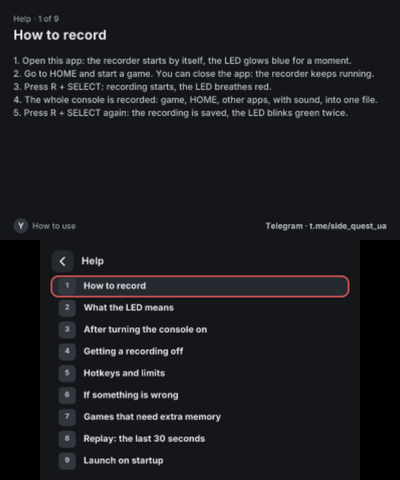 Help · 1 of 9
How to record
1. Open this app: the recorder starts by itself, the LED glows blue for a moment.
2. Go to HOME and start a game. You can close the app: the recorder keeps running.
3. Press R + SELECT: recording starts, the LED breathes red.
4. The whole console is recorded: game, HOME, other apps, with sound, into one file.
5. Press R + SELECT again: the recording is saved, the LED blinks green twice.
Y How to use
Telegram · t.me/side_quest_ua
Help
1 How to record
2 What the LED means
3 After turning the console on
4 Getting a recording off
5 Hotkeys and limits
6 If something is wrong
7 Games that need extra memory
8 Replay: the last 30 seconds
9 Launch on startup